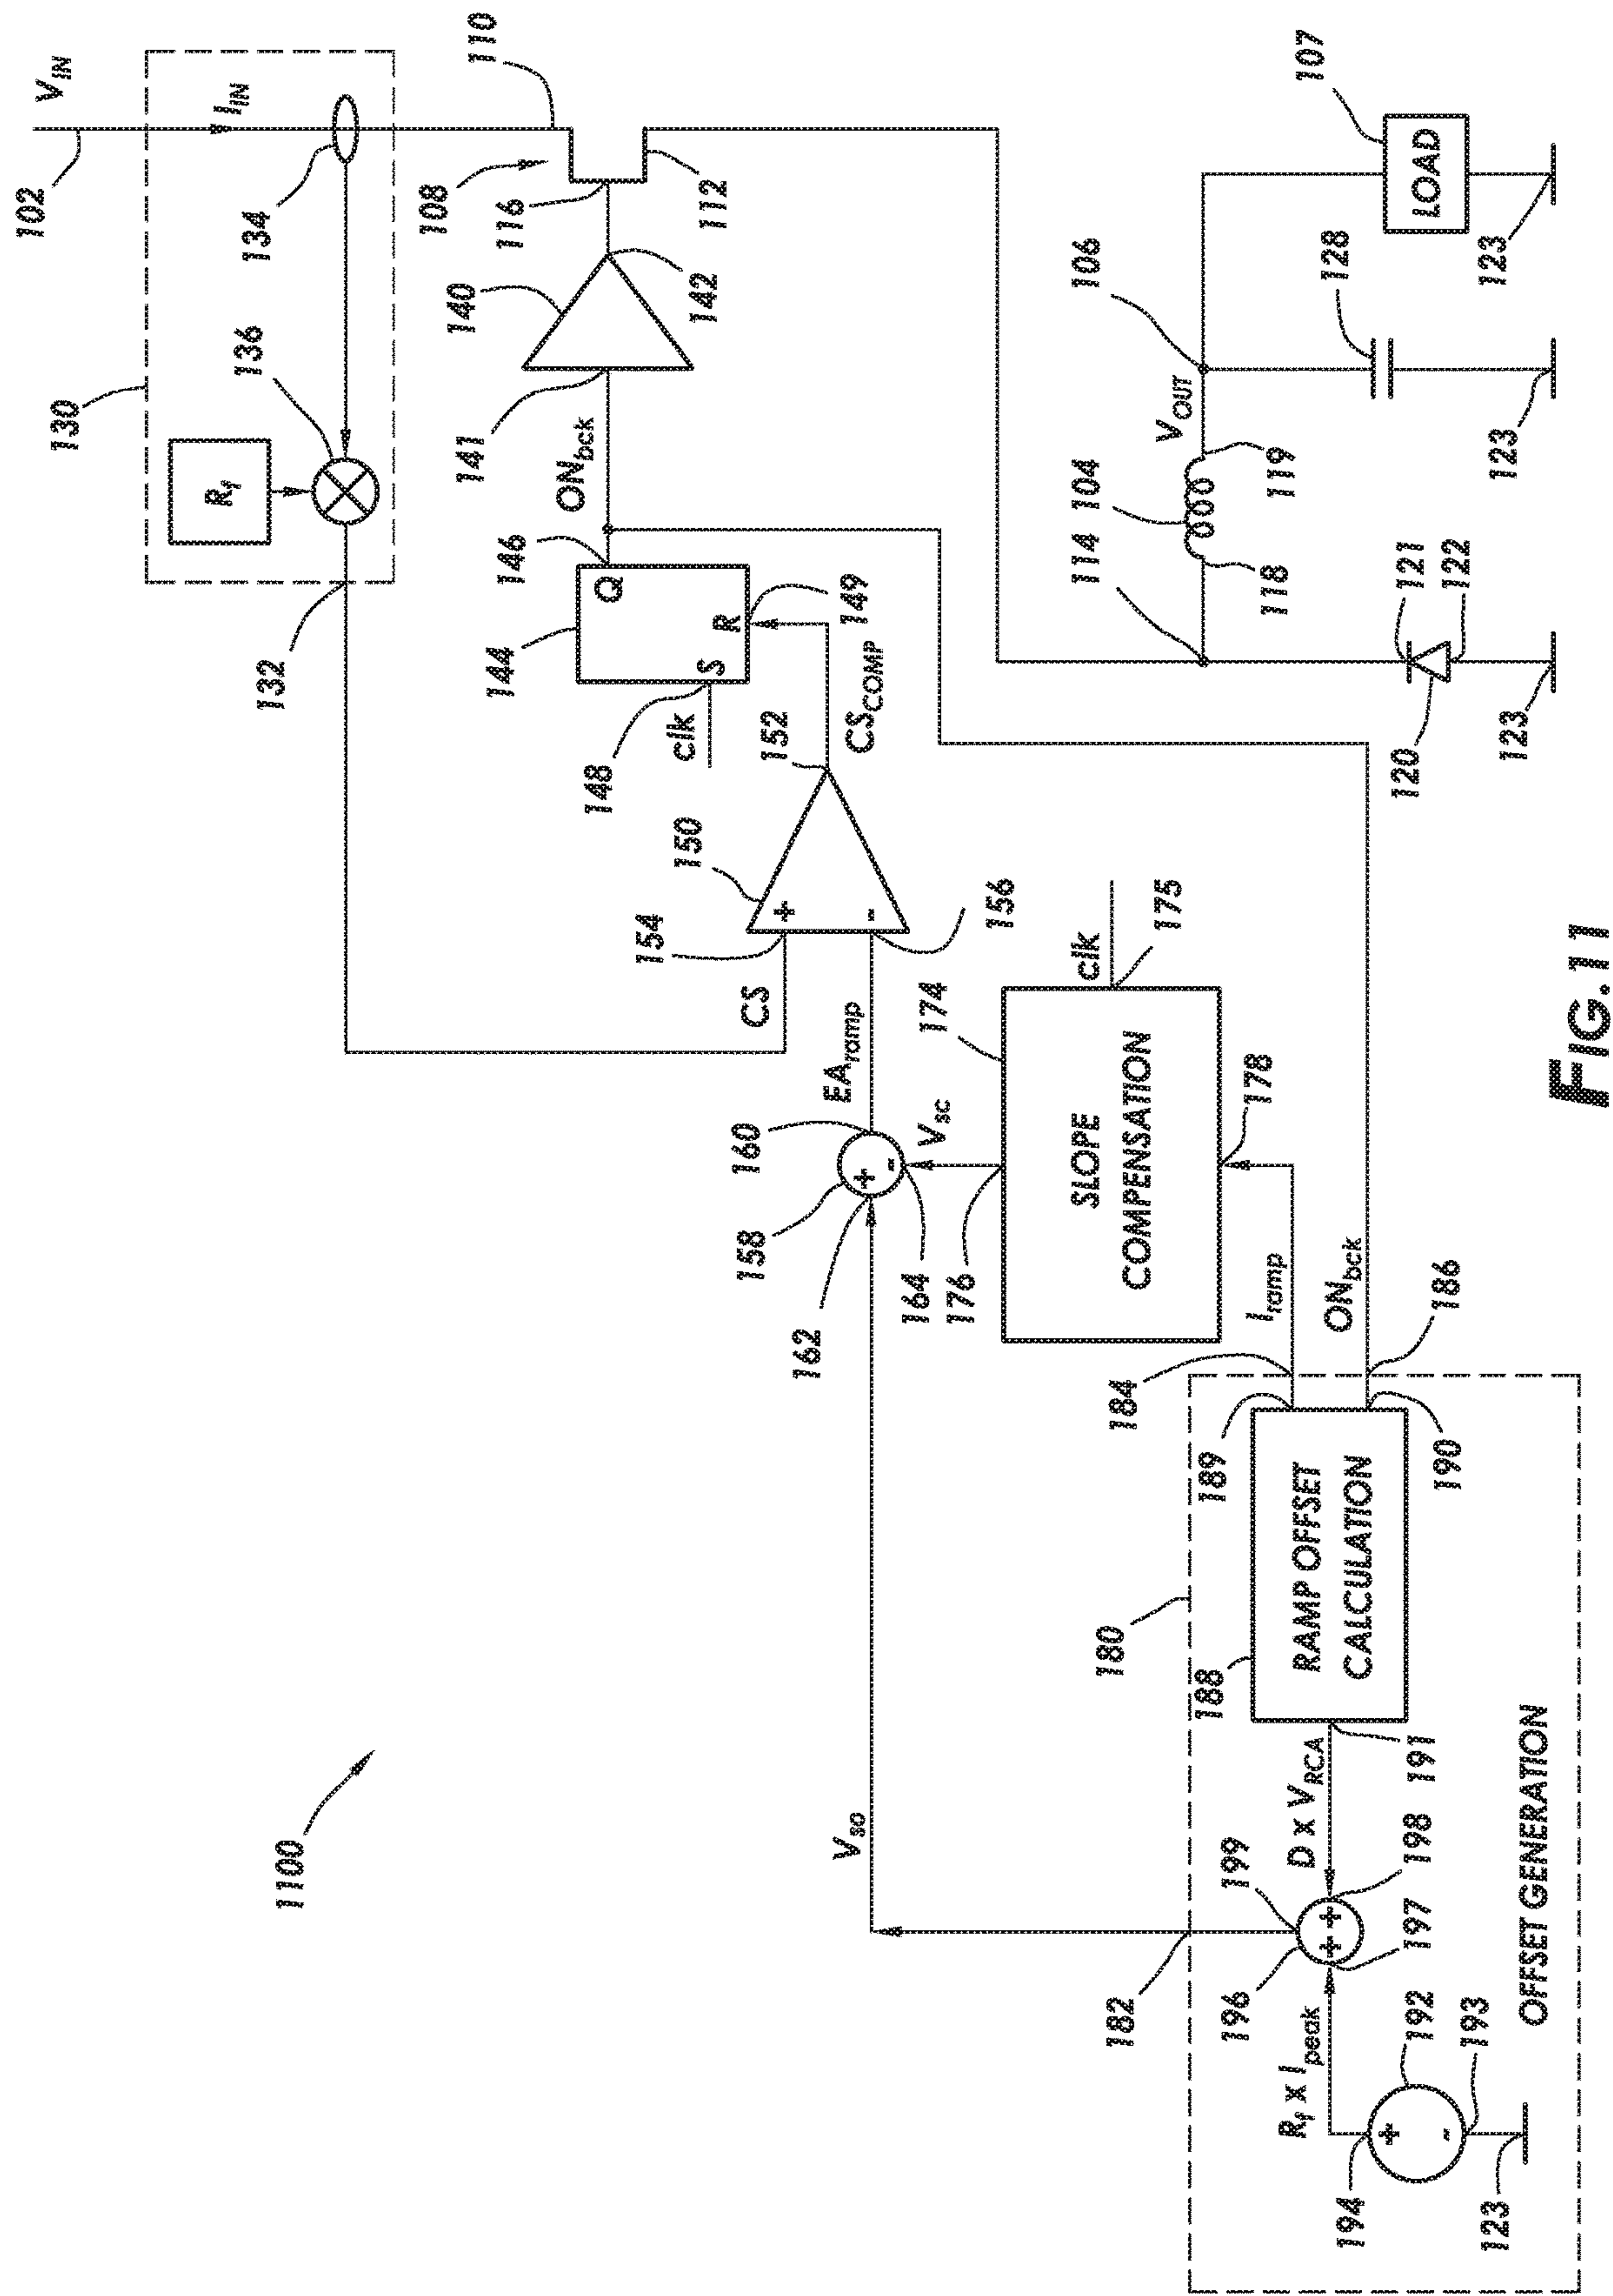 102
V_IN
130
I_IN
134
136
R_f
132
110
108
116
112
140
142
141
ON_bck
146
Q
144
S
R
149
148
clk
152
CS_COMP
150
154
+
-
156
CS
EA_ramp
160
158
+
-
162
164
V_sc
176
174
SLOPE
COMPENSATION
clk
175
178
I_ramp
184
ON_bck
186
189
190
188
RAMP OFFSET
CALCULATION
191
180
D x V_RCA
198
199
+ +
197
196
182
V_so
R_f x I_peak
192
193
194
+
-
123
OFFSET GENERATION
1100
114
104
118
119
V_OUT
106
121
122
120
123
128
123
107
LOAD
123
FIG. 11